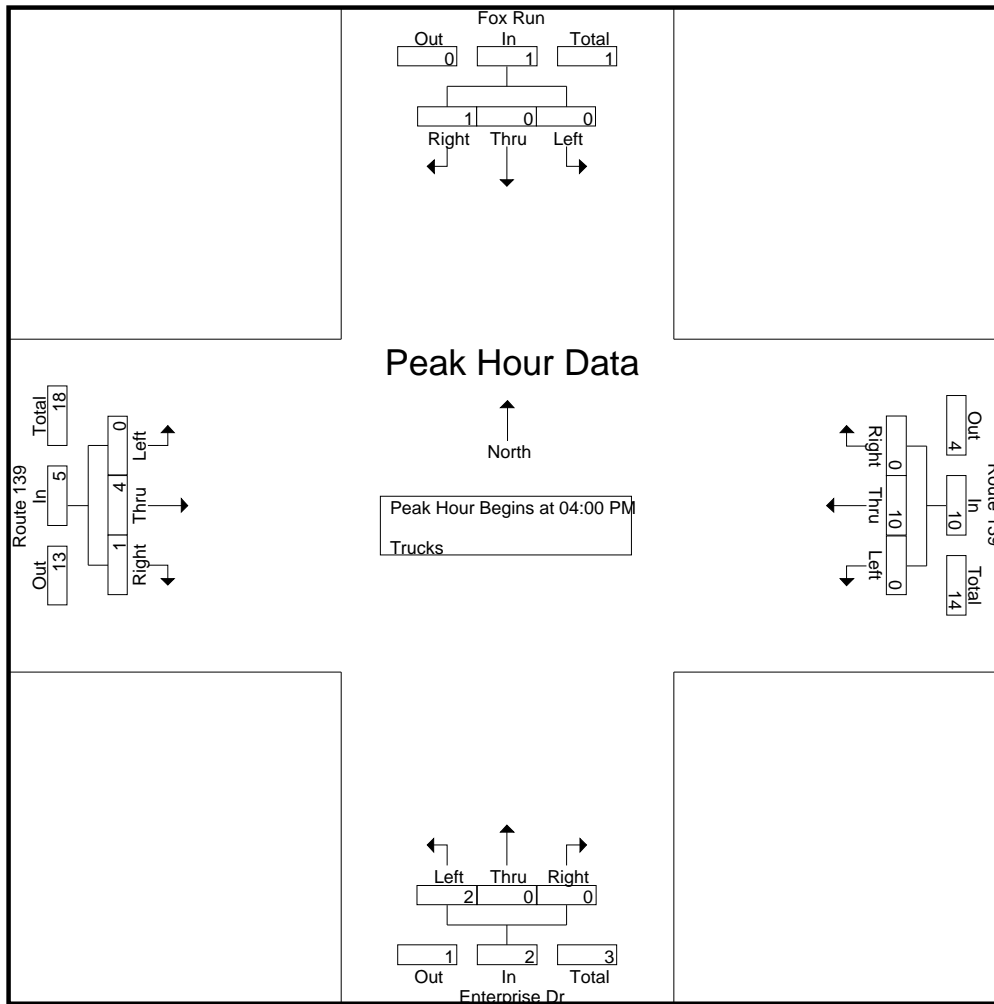 Fox Run
Out In Total
0 1 1
1 0 0
Right Thru Left
Peak Hour Data
North
Peak Hour Begins at 04:00 PM
Trucks
Route 139
Total In Out
18 5 13
0 4 1
Left Thru Right
Route 139
Out In Total
4 10 14
0 10 0
Right Thru Left
Left Thru Right
2 0 0
1 2 3
Out In Total
Enterprise Dr